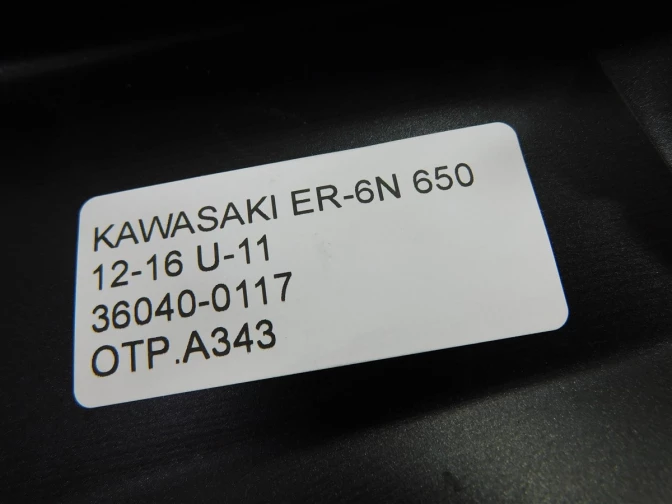 KAWASAKI ER-6N 650
12-16 U-11
36040-0117
OTP.A343